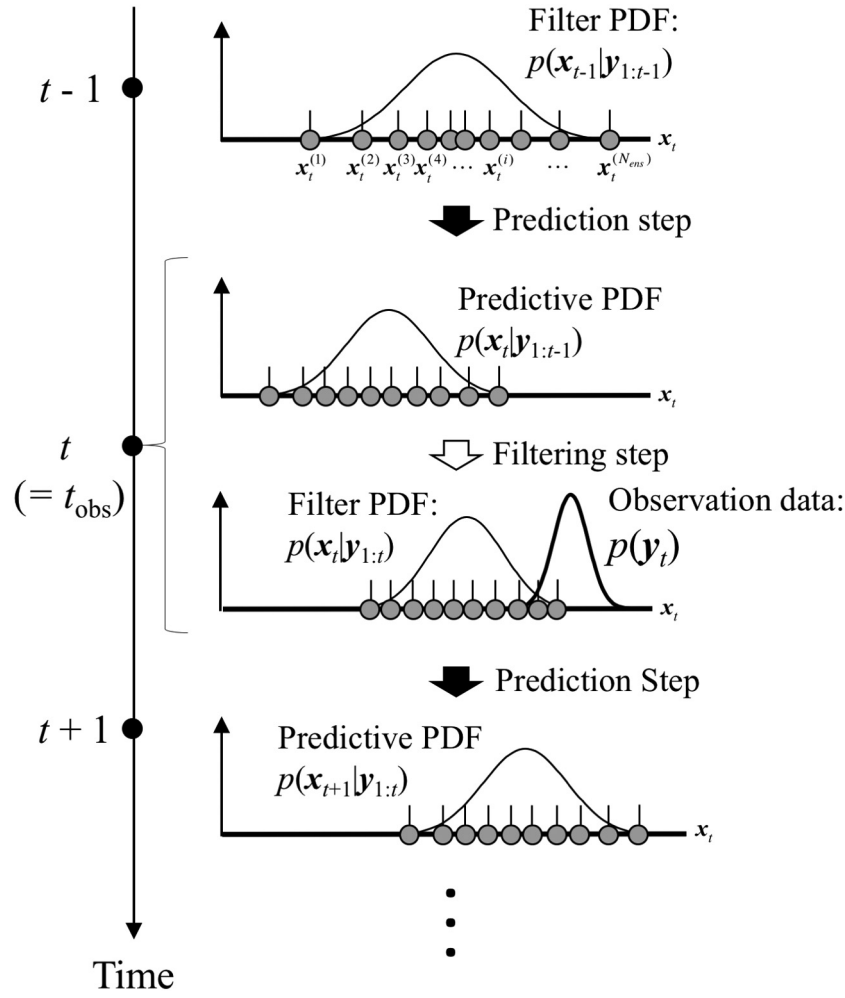 Filter PDF:
p(x_{t-1}|y_{1:t-1})
t - 1
x_t
x_t^{(1)} x_t^{(2)} x_t^{(3)} x_t^{(4)} ... x_t^{(i)} ... x_t^{(N_{ens})}
Prediction step
Predictive PDF
p(x_t|y_{1:t-1})
x_t
t
(= t_{obs})
Filtering step
Filter PDF:
p(x_t|y_{1:t})
Observation data:
p(y_t)
x_t
Prediction Step
t + 1
Predictive PDF
p(x_{t+1}|y_{1:t})
x_t
Time